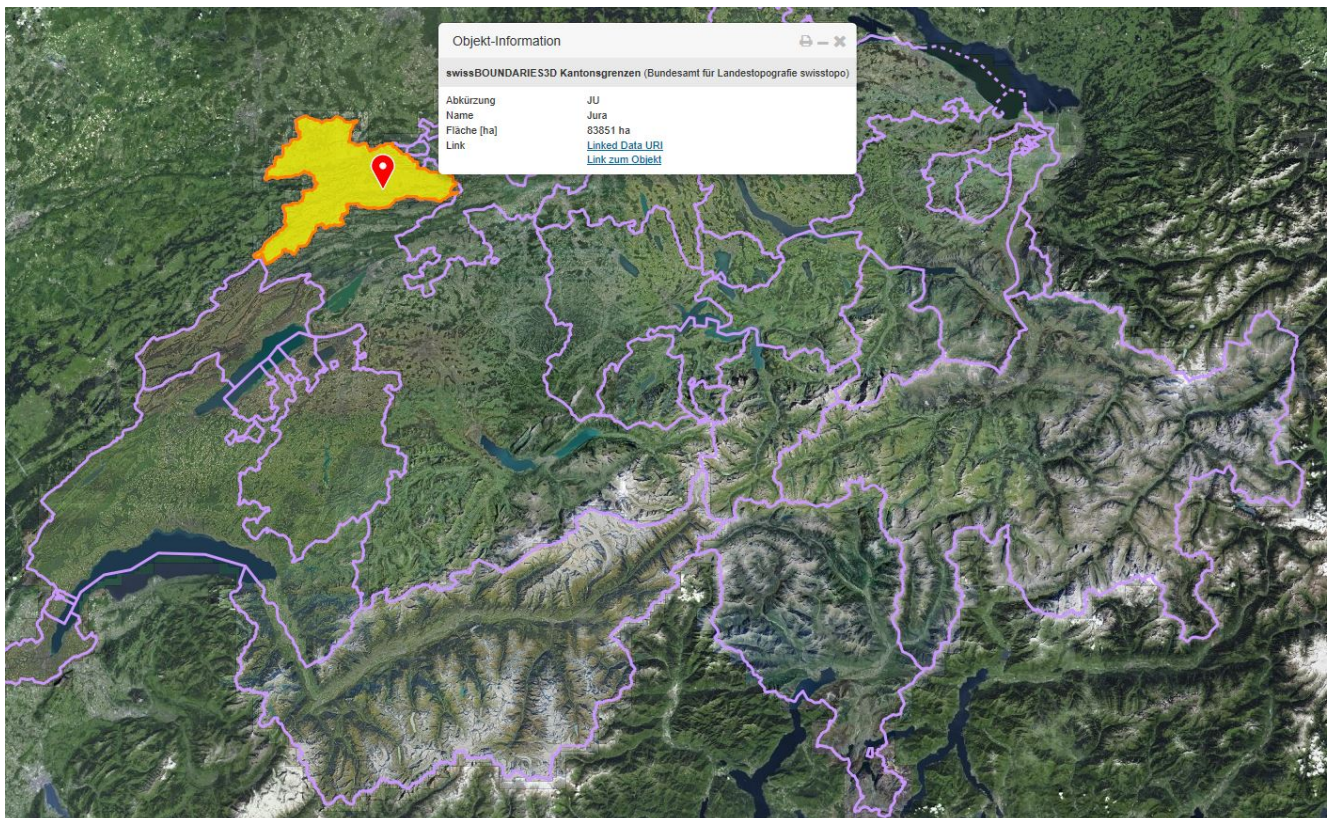 Objekt-Information
swissBOUNDARIES3D Kantonsgrenzen (Bundesamt für Landestopografie swisstopo)
Abkürzung JU
Name Jura
Fläche [ha] 83851 ha
Link Linked Data URI
Link zum Objekt